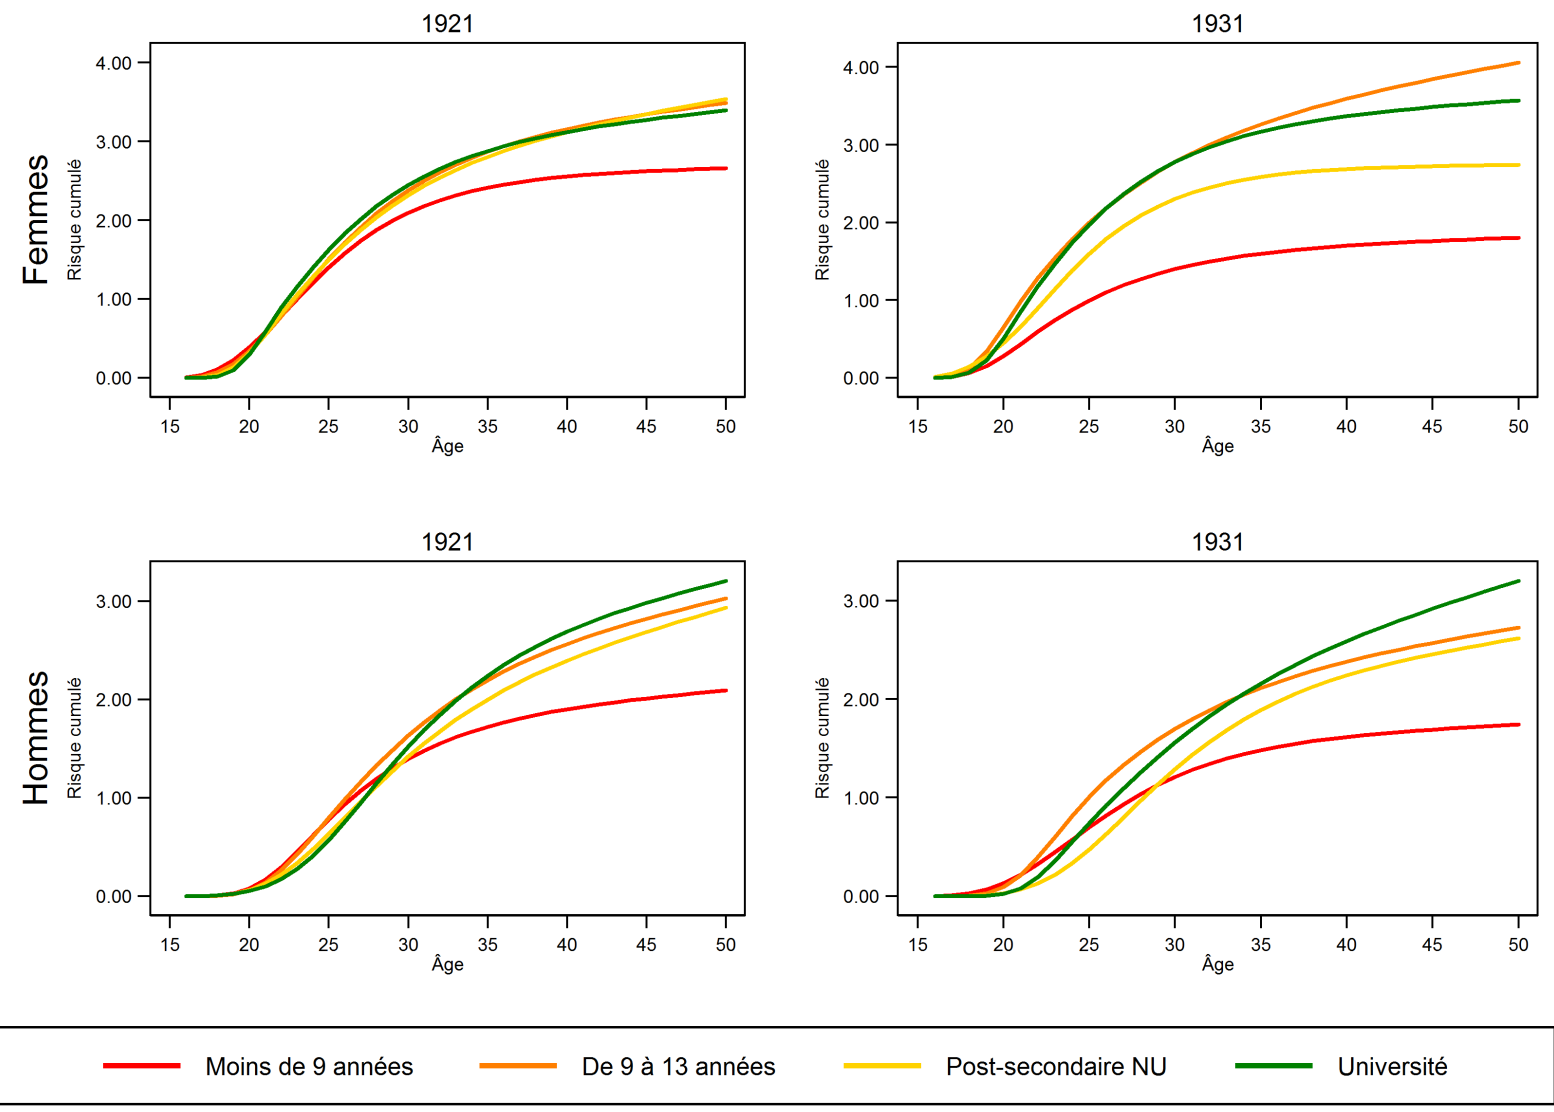 1921
1931
Femmes
Risque cumulé
4.00
3.00
2.00
1.00
0.00
15 20 25 30 35 40 45 50
Âge
Risque cumulé
4.00
3.00
2.00
1.00
0.00
15 20 25 30 35 40 45 50
Âge
1921
1931
Hommes
Risque cumulé
3.00
2.00
1.00
0.00
15 20 25 30 35 40 45 50
Âge
Risque cumulé
3.00
2.00
1.00
0.00
15 20 25 30 35 40 45 50
Âge
Moins de 9 années De 9 à 13 années Post-secondaire NU Université